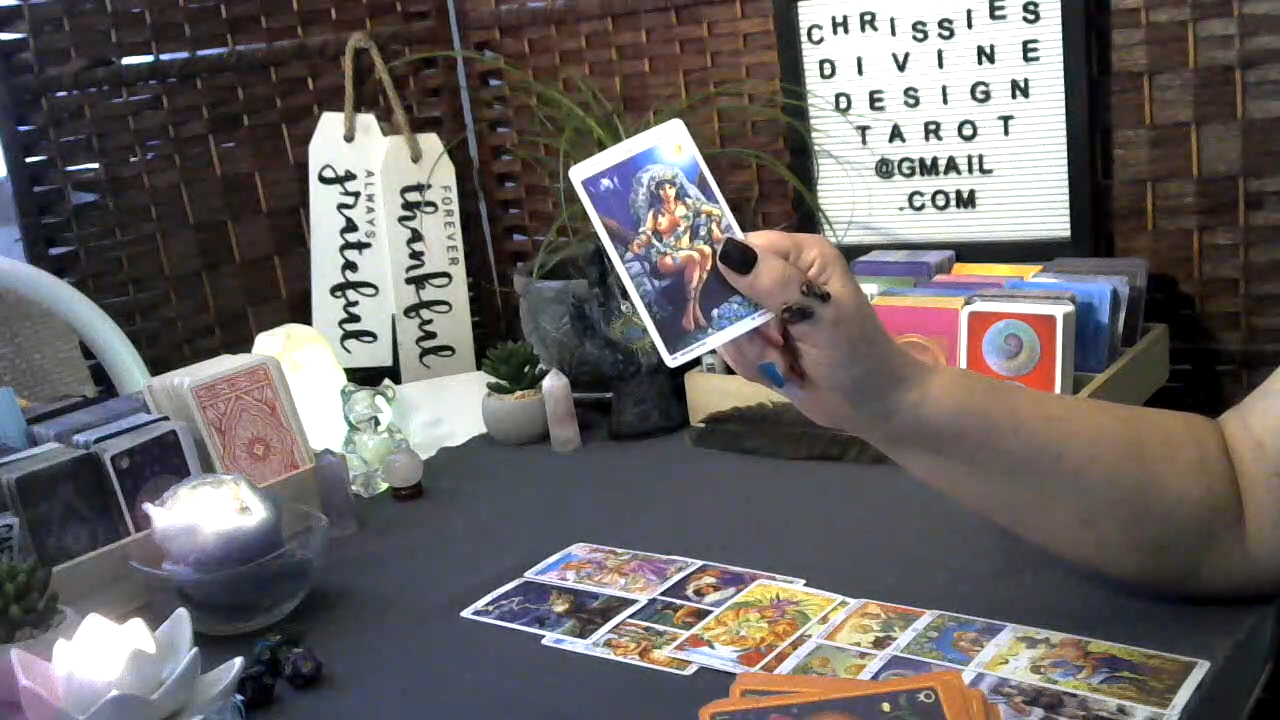 CHRISSIES
DIVINE
DESIGN
TAROT
@GMAIL
.COM
ALWAYS
grateful
FOREVER
thankful